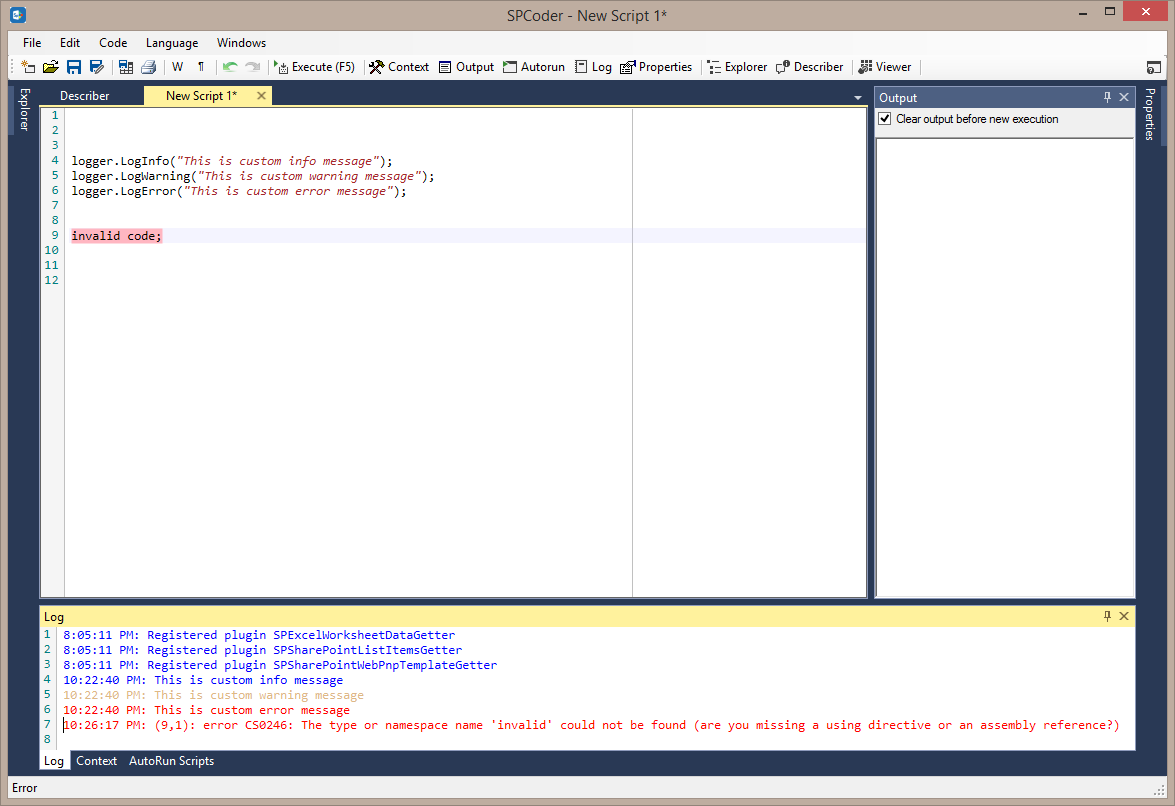 SPCoder - New Script 1*
File Edit Code Language Windows
W ¶ Execute (F5) Context Output Autorun Log Properties Explorer Describer Viewer
Explorer
Describer New Script 1*
1
2
3
4 logger.LogInfo("This is custom info message");
5 logger.LogWarning("This is custom warning message");
6 logger.LogError("This is custom error message");
7
8
9 invalid code;
10
11
12
Output
Clear output before new execution
Properties
Log
1 8:05:11 PM: Registered plugin SPExcelWorksheetDataGetter
2 8:05:11 PM: Registered plugin SPSharePointListItemsGetter
3 8:05:11 PM: Registered plugin SPSharePointWebPnpTemplateGetter
4 10:22:40 PM: This is custom info message
5 10:22:40 PM: This is custom warning message
6 10:22:40 PM: This is custom error message
7 10:26:17 PM: (9,1): error CS0246: The type or namespace name 'invalid' could not be found (are you missing a using directive or an assembly reference?)
8
Log Context AutoRun Scripts
Error